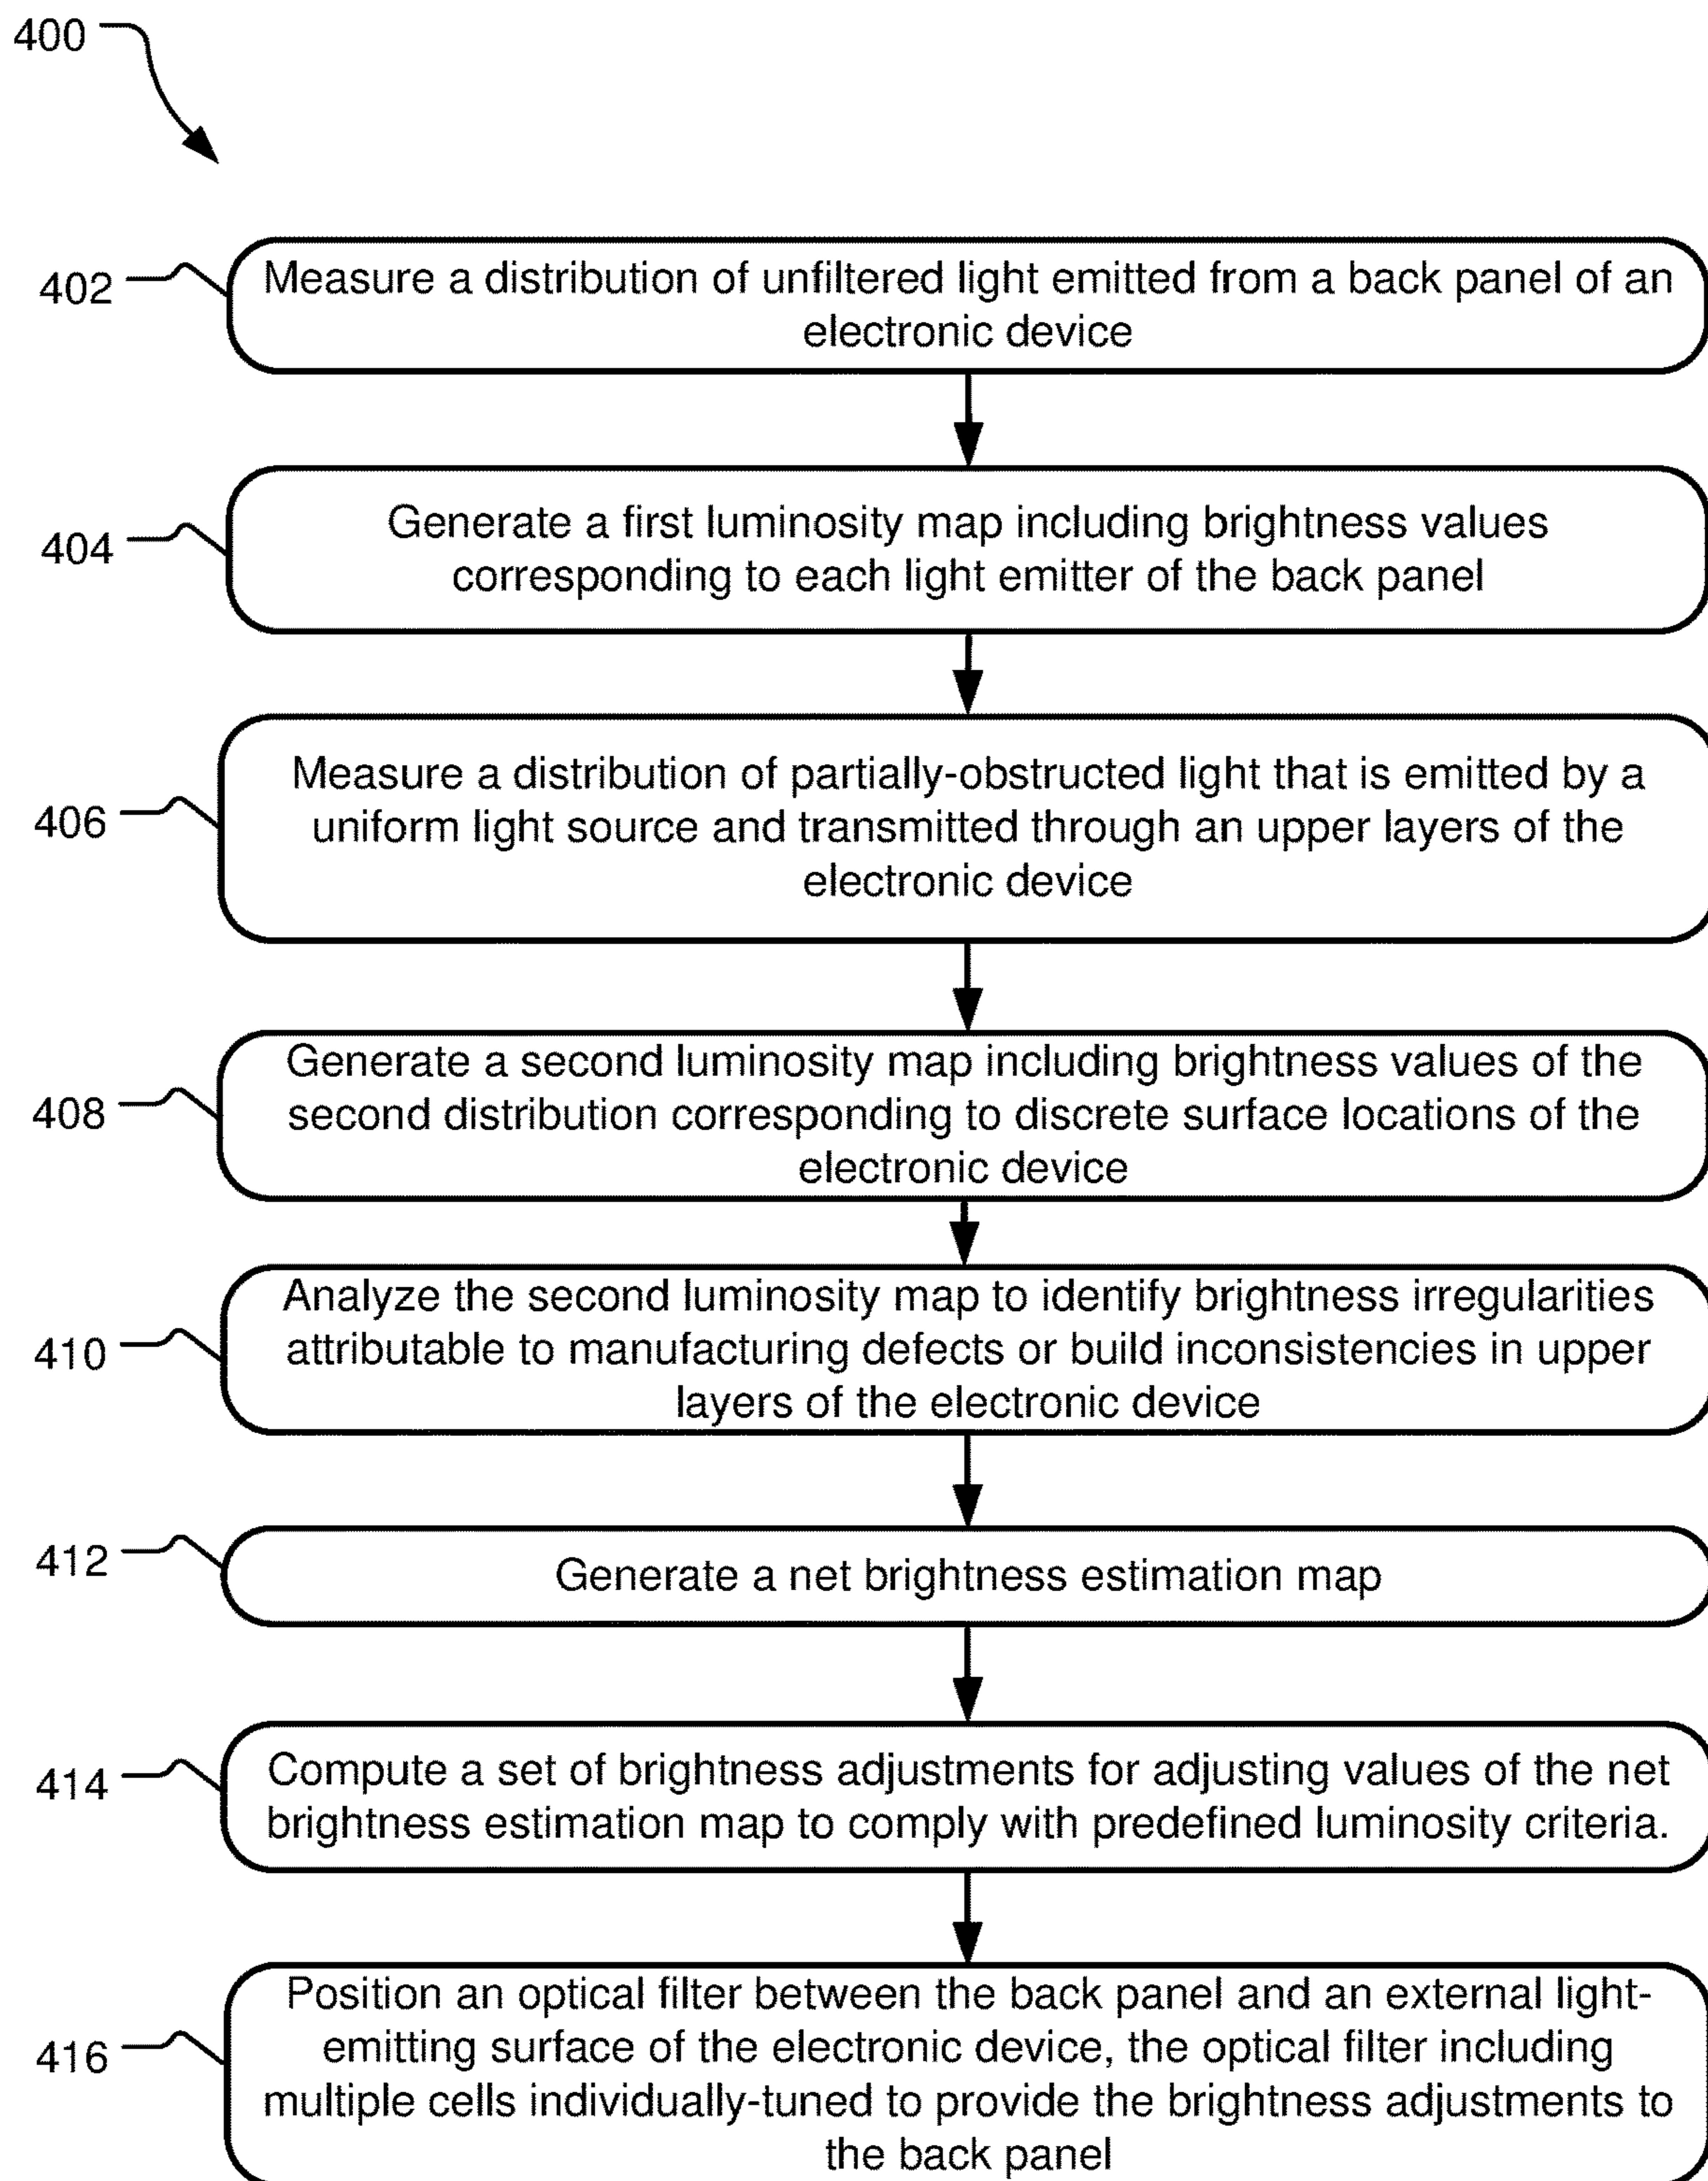 400
402
Measure a distribution of unfiltered light emitted from a back panel of an
electronic device
404
Generate a first luminosity map including brightness values
corresponding to each light emitter of the back panel
406
Measure a distribution of partially-obstructed light that is emitted by a
uniform light source and transmitted through an upper layers of the
electronic device
408
Generate a second luminosity map including brightness values of the
second distribution corresponding to discrete surface locations of the
electronic device
410
Analyze the second luminosity map to identify brightness irregularities
attributable to manufacturing defects or build inconsistencies in upper
layers of the electronic device
412
Generate a net brightness estimation map
414
Compute a set of brightness adjustments for adjusting values of the net
brightness estimation map to comply with predefined luminosity criteria.
416
Position an optical filter between the back panel and an external light-
emitting surface of the electronic device, the optical filter including
multiple cells individually-tuned to provide the brightness adjustments to
the back panel